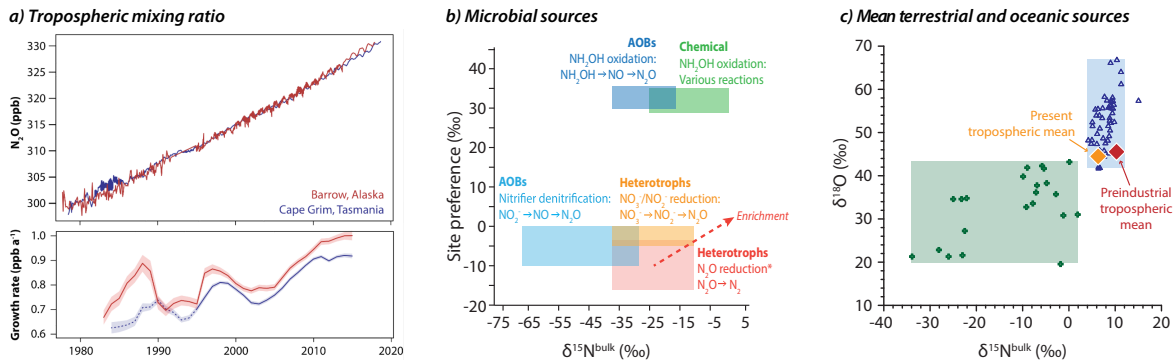 a) Tropospheric mixing ratio
330
325
320
315
310
305
300
N₂O (ppb)
Barrow, Alaska
Cape Grim, Tasmania
1.0
0.9
0.8
0.7
0.6
Growth rate (ppb a⁻¹)
1980
1990
2000
2010
2020
b) Microbial sources
40
30
20
10
0
-10
-20
Site preference (‰)
AOBs
NH₂OH oxidation:
NH₂OH→NO→N₂O
Chemical
NH₂OH oxidation:
Various reactions
AOBs
Nitrifier denitrification:
NO₂⁻→NO→N₂O
Heterotrophs
NO₃⁻/NO₂⁻ reduction:
NO₃⁻→NO₂⁻→N₂O
Enrichment
Heterotrophs
N₂O reduction*
N₂O→N₂
-75
-65
-55
-45
-35
-25
-15
-5
5
δ¹⁵Nᵇᵘˡᵏ (‰)
c) Mean terrestrial and oceanic sources
70
60
50
40
30
20
10
δ¹⁸O (‰)
Present
tropospheric mean
Preindustrial
tropospheric
mean
-40
-30
-20
-10
0
10
20
δ¹⁵Nᵇᵘˡᵏ (‰)